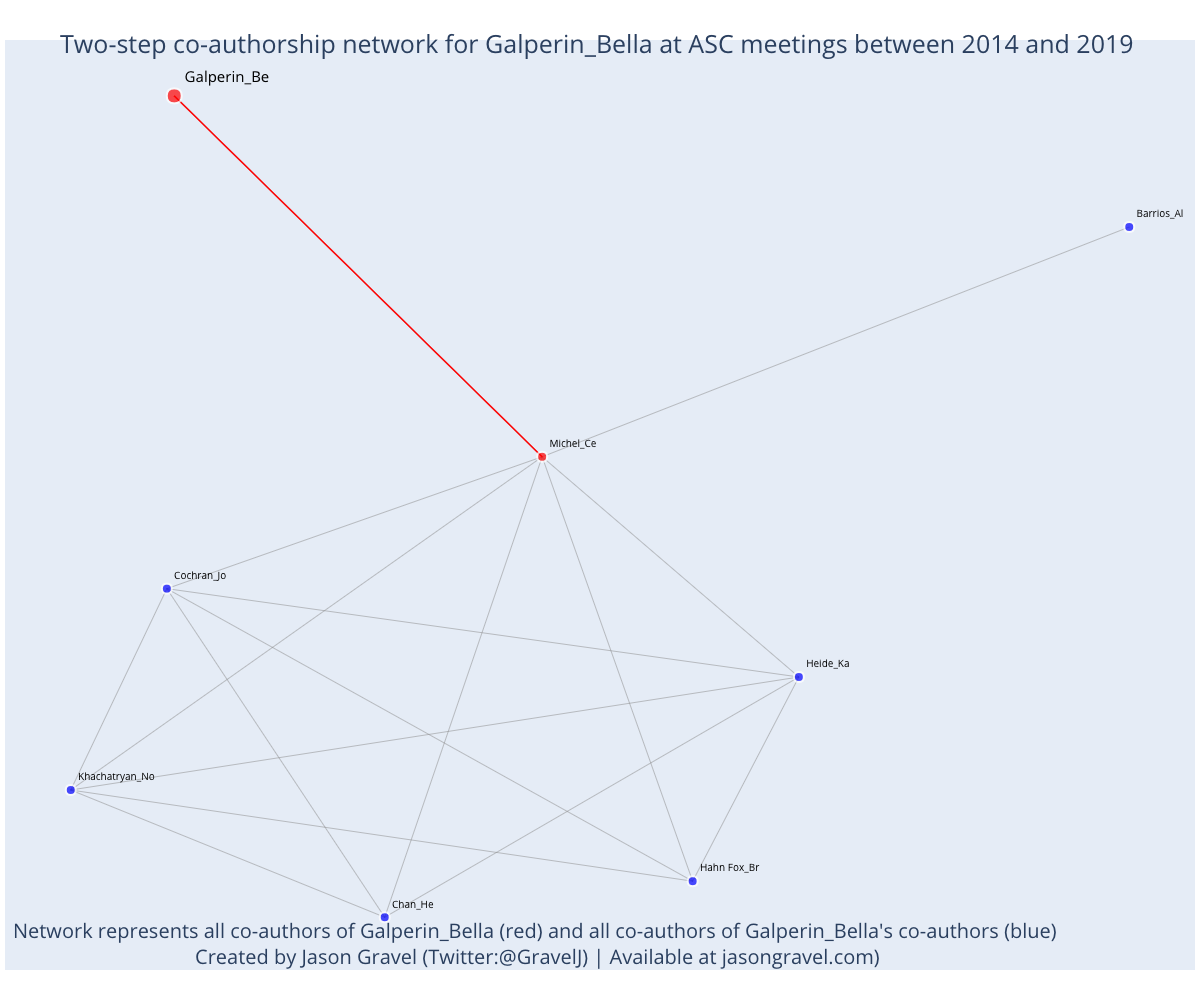 Two-step co-authorship network for Galperin_Bella at ASC meetings between 2014 and 2019
Galperin_Be
Barrios_Al
Michel_Ce
Cochran_Jo
Heide_Ka
Khachatryan_No
Hahn Fox_Br
Chan_He
Network represents all co-authors of Galperin_Bella (red) and all co-authors of Galperin_Bella's co-authors (blue)
Created by Jason Gravel (Twitter:@GravelJ) | Available at jasongravel.com)